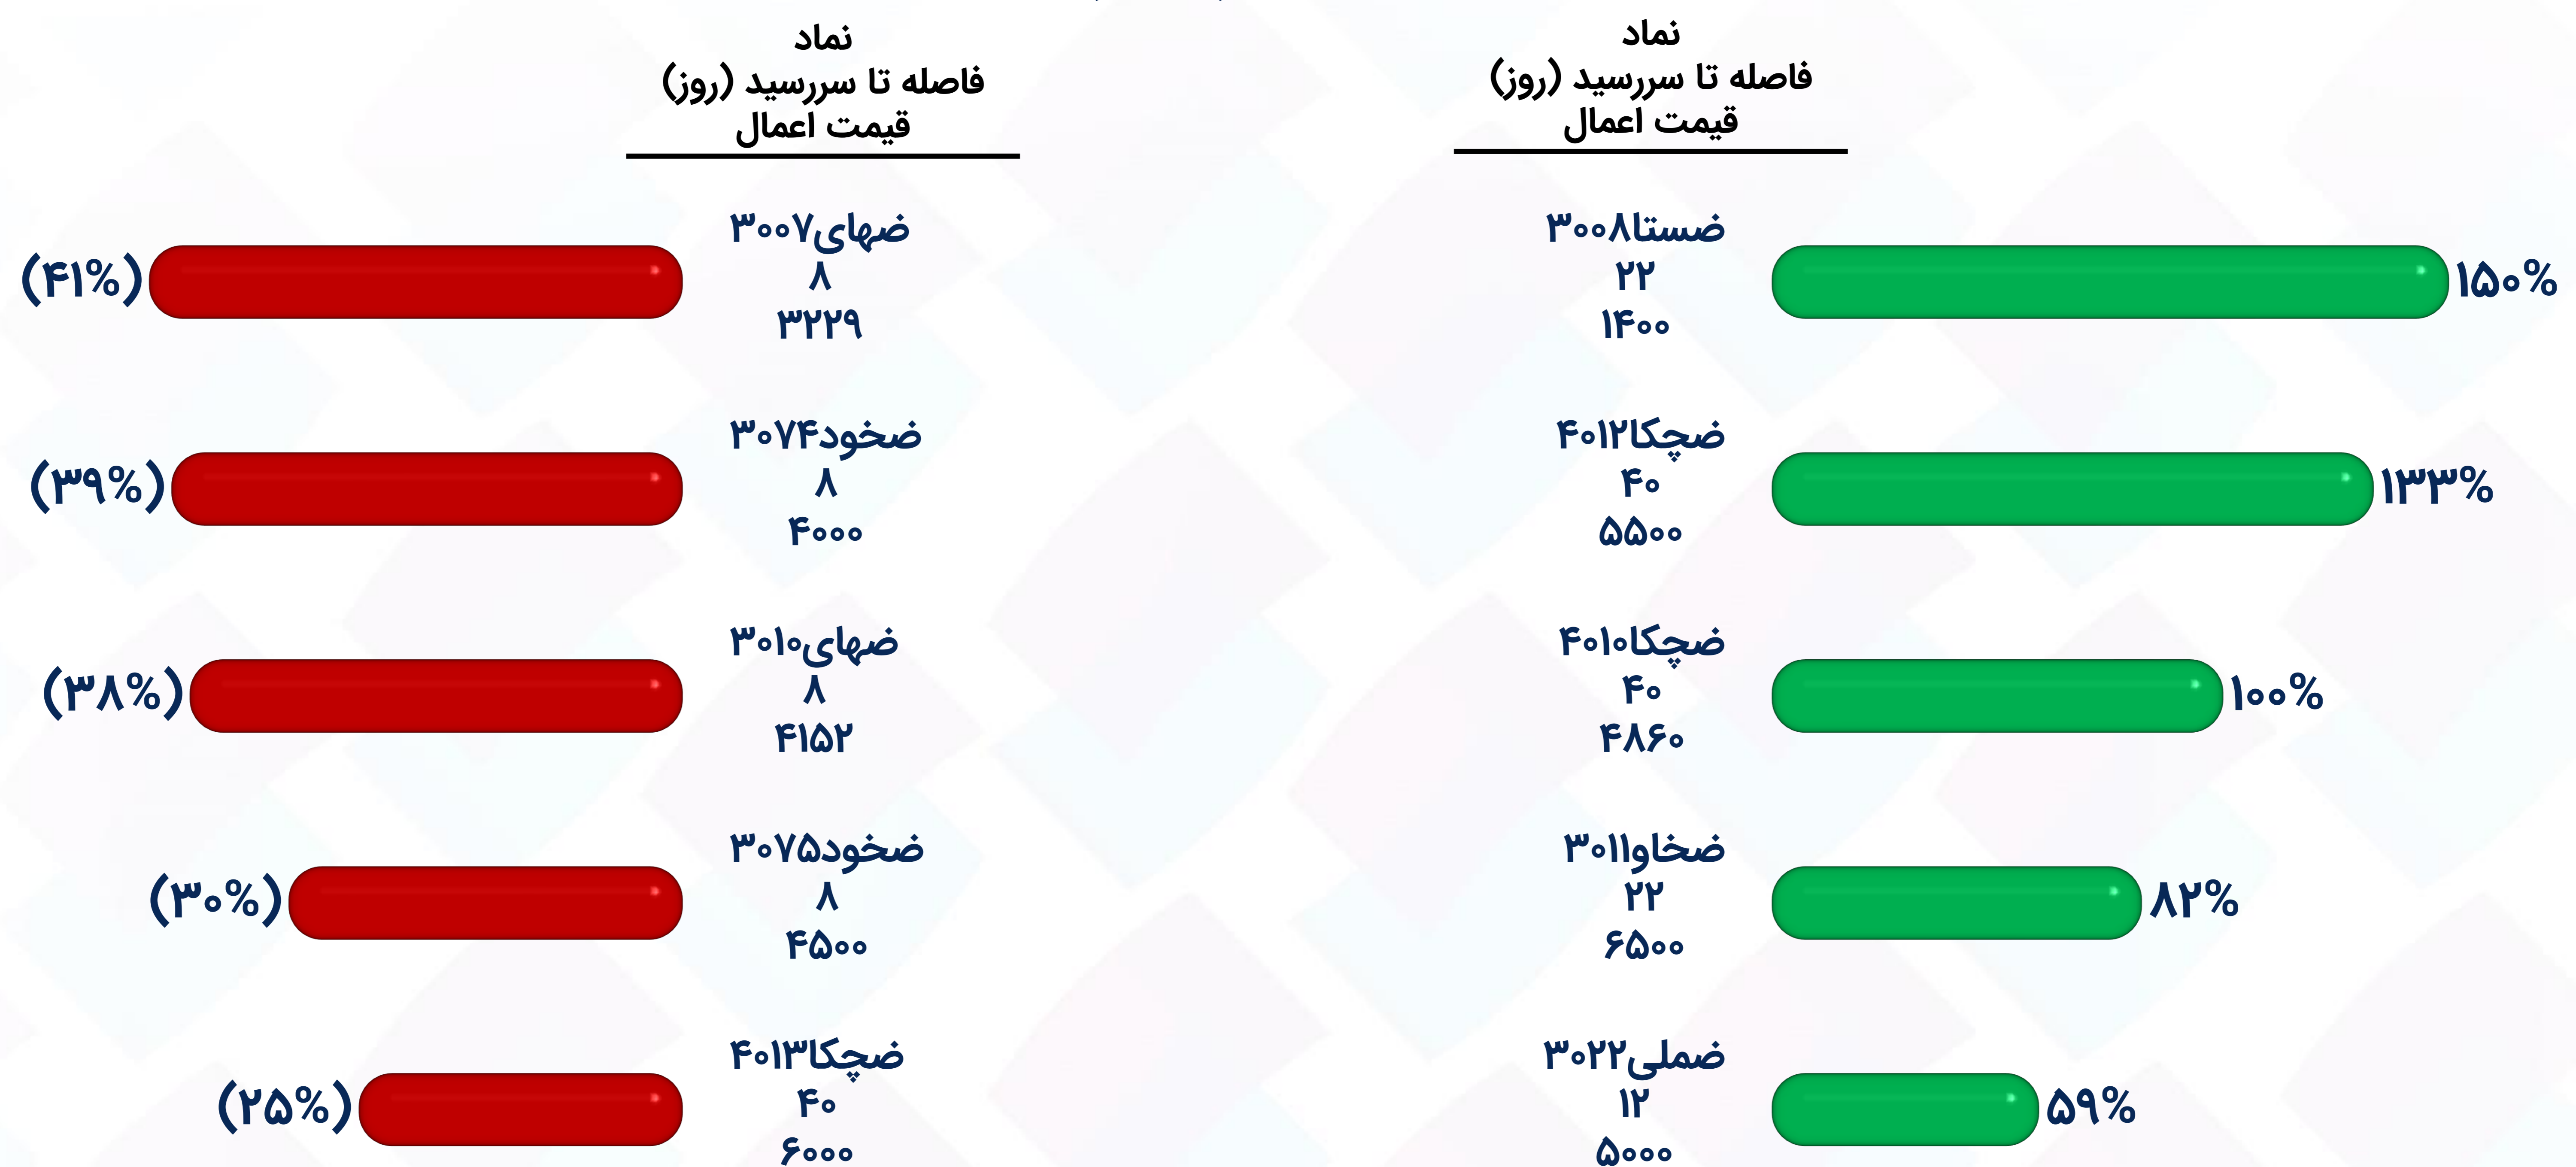 نماد
فاصله تا سررسید (روز)
قیمت اعمال
ضستا۳۰۰۸
۲۲
۱۴۰۰
۱۵۰%
ضچکا۴۰۱۲
۴۰
۵۵۰۰
۱۳۳%
ضچکا۴۰۱۰
۴۰
۴۸۶۰
۱۰۰%
ضخاو۳۰۱۱
۲۲
۶۵۰۰
۸۲%
ضملی۳۰۲۲
۱۲
۵۰۰۰
۵۹%
نماد
فاصله تا سررسید (روز)
قیمت اعمال
ضهای۳۰۰۷
۸
۳۲۲۹
(۴۱%)
ضخود۳۰۷۴
۸
۴۰۰۰
(۳۹%)
ضهای۳۰۱۰
۸
۴۱۵۲
(۳۸%)
ضخود۳۰۷۵
۸
۴۵۰۰
(۳۰%)
ضچکا۴۰۱۳
۴۰
۶۰۰۰
(۲۵%)